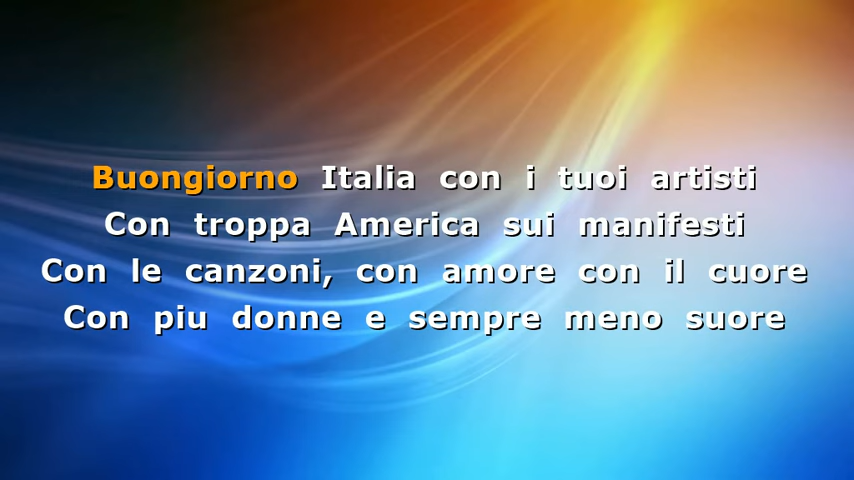 Buongiorno Italia con i tuoi artisti
Con troppa America sui manifesti
Con le canzoni, con amore con il cuore
Con piu donne e sempre meno suore